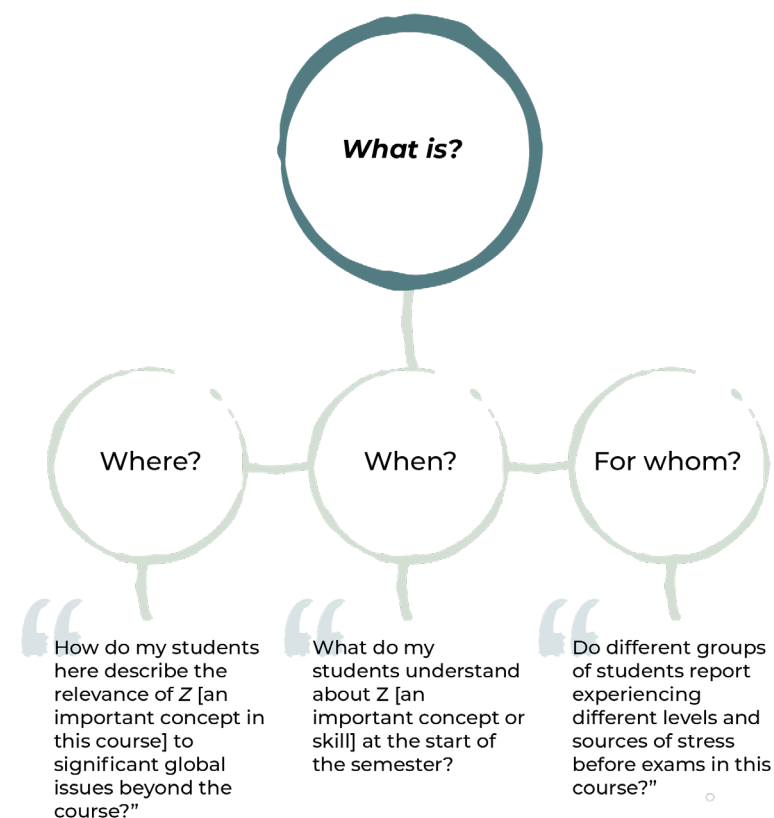 What is?
Where?
When?
For whom?
“
How do my students
here describe the
relevance of Z [an
important concept in
this course] to
significant global
issues beyond the
course?”
“
What do my
students understand
about Z [an
important concept or
skill] at the start of
the semester?
“
Do different groups
of students report
experiencing
different levels and
sources of stress
before exams in this
course?”